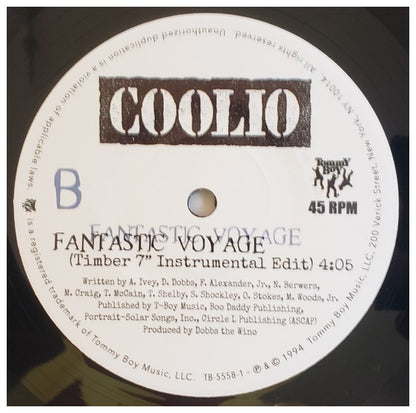 COOLIO
Tommy
Boy
45 RPM
B
FANTASTIC VOYAGE
FANTASTIC VOYAGE
(Timber 7" Instrumental Edit) 4:05
Written by A. Ivey, D. Dobbs, F. Alexander, Jr., N. Berwers,
M. Craig, T. McCain, T. Shelby, S. Shockley, O. Stokes, M. Woods, Jr.
Published by T-Boy Music, Boo Daddy Publishing,
Portrait-Solar Songs, Inc., Circle L Publishing (ASCAP)
Produced by Dobbs the Wino
Tommy Boy Music, LLC. TB-5558-1 - ℗ & © 1994 Tommy Boy Music, LLC, 200 Varick Street, New York, NY 10014. All rights reserved. Unauthorized duplication is a violation of applicable laws.
is a registered trademark of Tommy Boy Music, LLC.